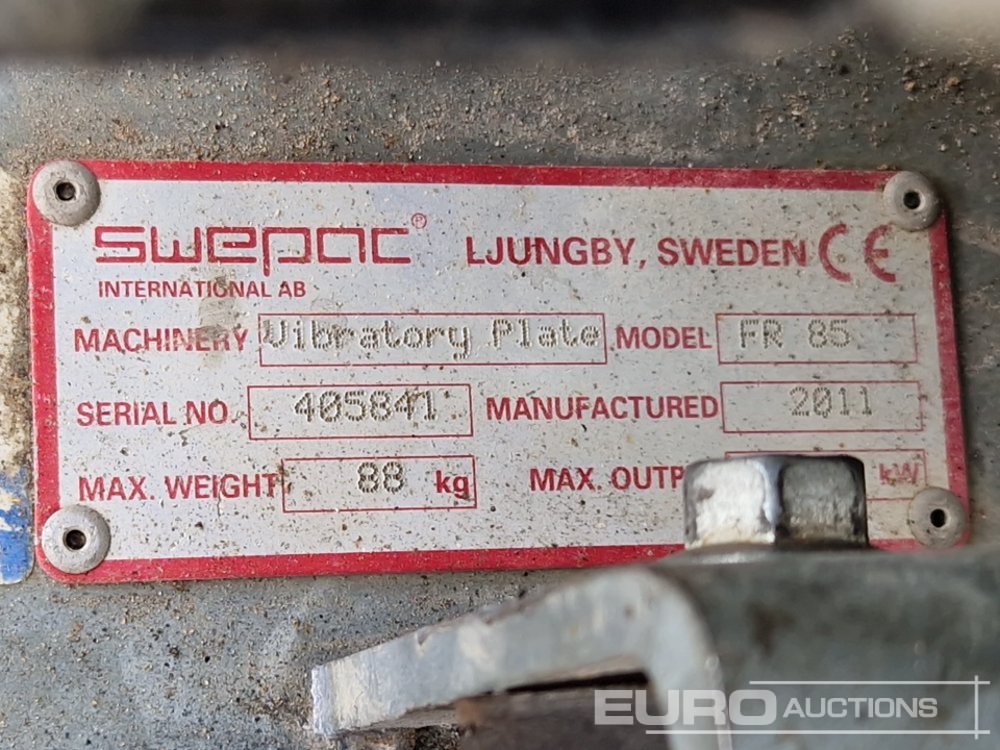 swepac® LJUNGBY, SWEDEN CE
INTERNATIONAL AB
MACHINERY Vibratory Plate MODEL FR 85
SERIAL NO. 405841 MANUFACTURED 2011
MAX. WEIGHT 88 kg MAX. kW
EURO AUCTIONS